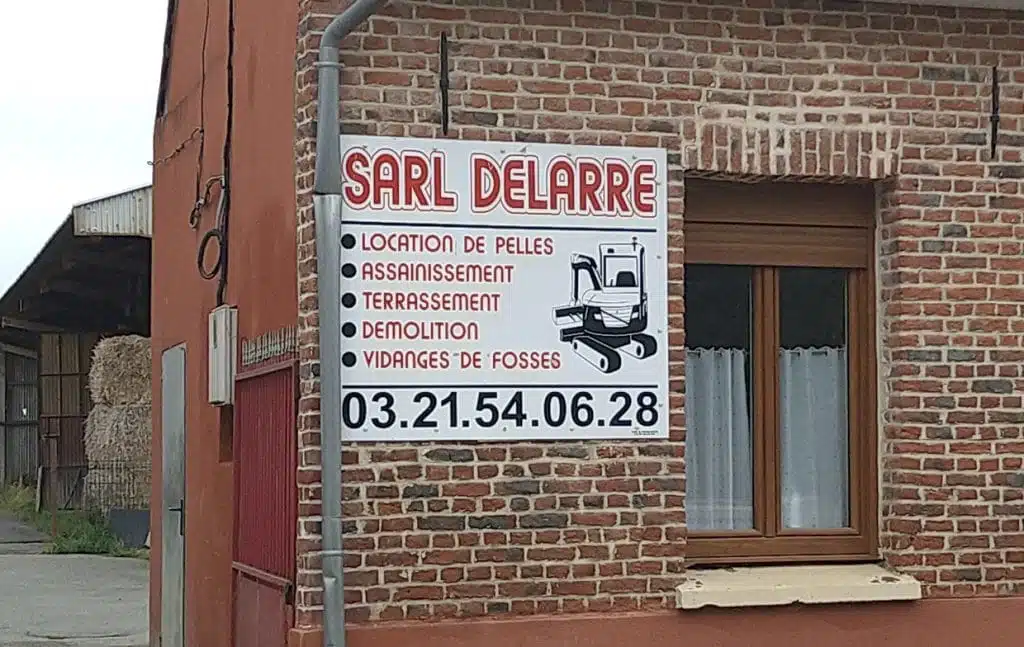 SARL DELARRE
LOCATION DE PELLES
ASSAINISSEMENT
TERRASSEMENT
DEMOLITION
VIDANGES DE FOSSES
03.21.54.06.28